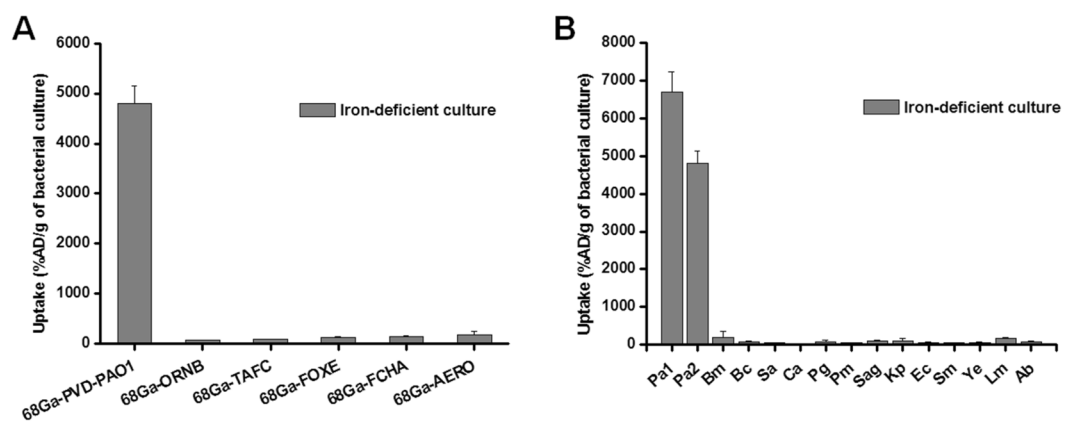 A
Uptake (%AD/g of bacterial culture)
6000
5000
4000
3000
2000
1000
0
Iron-deficient culture
68Ga-PVD-PAO1
68Ga-ORNB
68Ga-TAFC
68Ga-FOXE
68Ga-FCHA
68Ga-AERO
B
Uptake (%AD/g of bacterial culture)
8000
7000
6000
5000
4000
3000
2000
1000
0
Iron-deficient culture
Pa1
Pa2
Bm
Bc
Sa
Ca
Pg
Pm
Sag
Kp
Ec
Sm
Ye
Lm
Ab